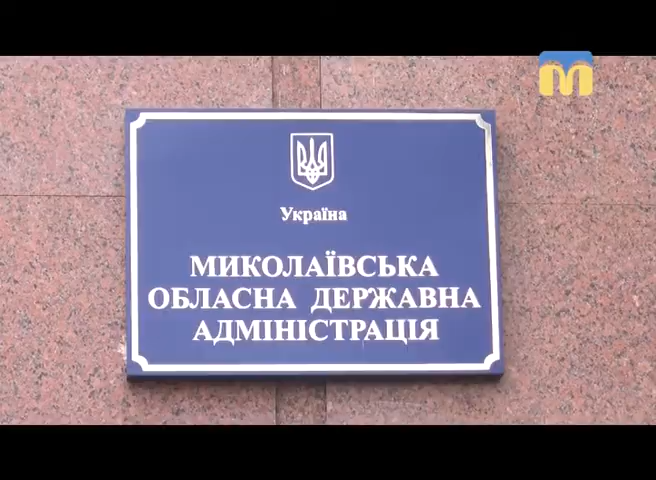 Україна
МИКОЛАЇВСЬКА
ОБЛАСНА ДЕРЖАВНА
АДМІНІСТРАЦІЯ